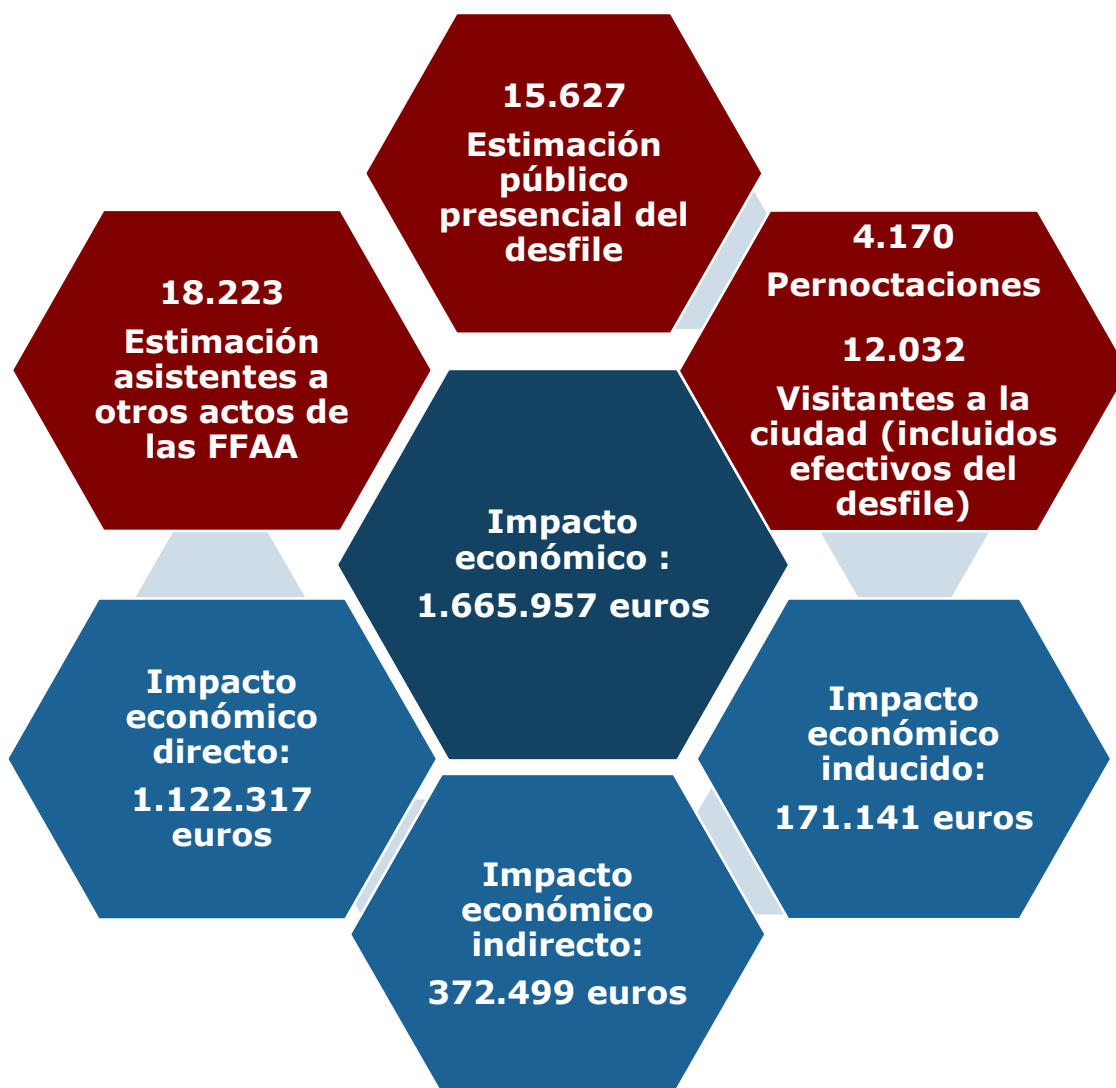 15.627
Estimación
público
presencial del
desfile
18.223
Estimación
asistentes a
otros actos de
las FFAA
4.170
Pernoctaciones
12.032
Visitantes a la
ciudad (incluidos
efectivos del
desfile)
Impacto
económico :
1.665.957 euros
Impacto
económico
directo:
1.122.317
euros
Impacto
económico
inducido:
171.141 euros
Impacto
económico
indirecto:
372.499 euros